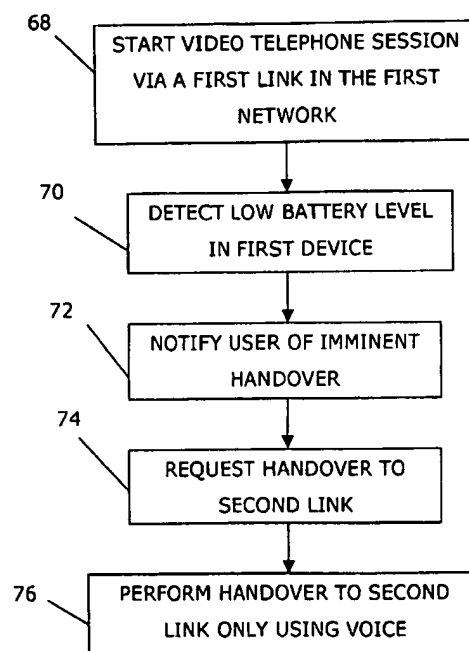 68
START VIDEO TELEPHONE SESSION
VIA A FIRST LINK IN THE FIRST
NETWORK
70
DETECT LOW BATTERY LEVEL
IN FIRST DEVICE
72
NOTIFY USER OF IMMINENT
HANDOVER
74
REQUEST HANDOVER TO
SECOND LINK
76
PERFORM HANDOVER TO SECOND
LINK ONLY USING VOICE